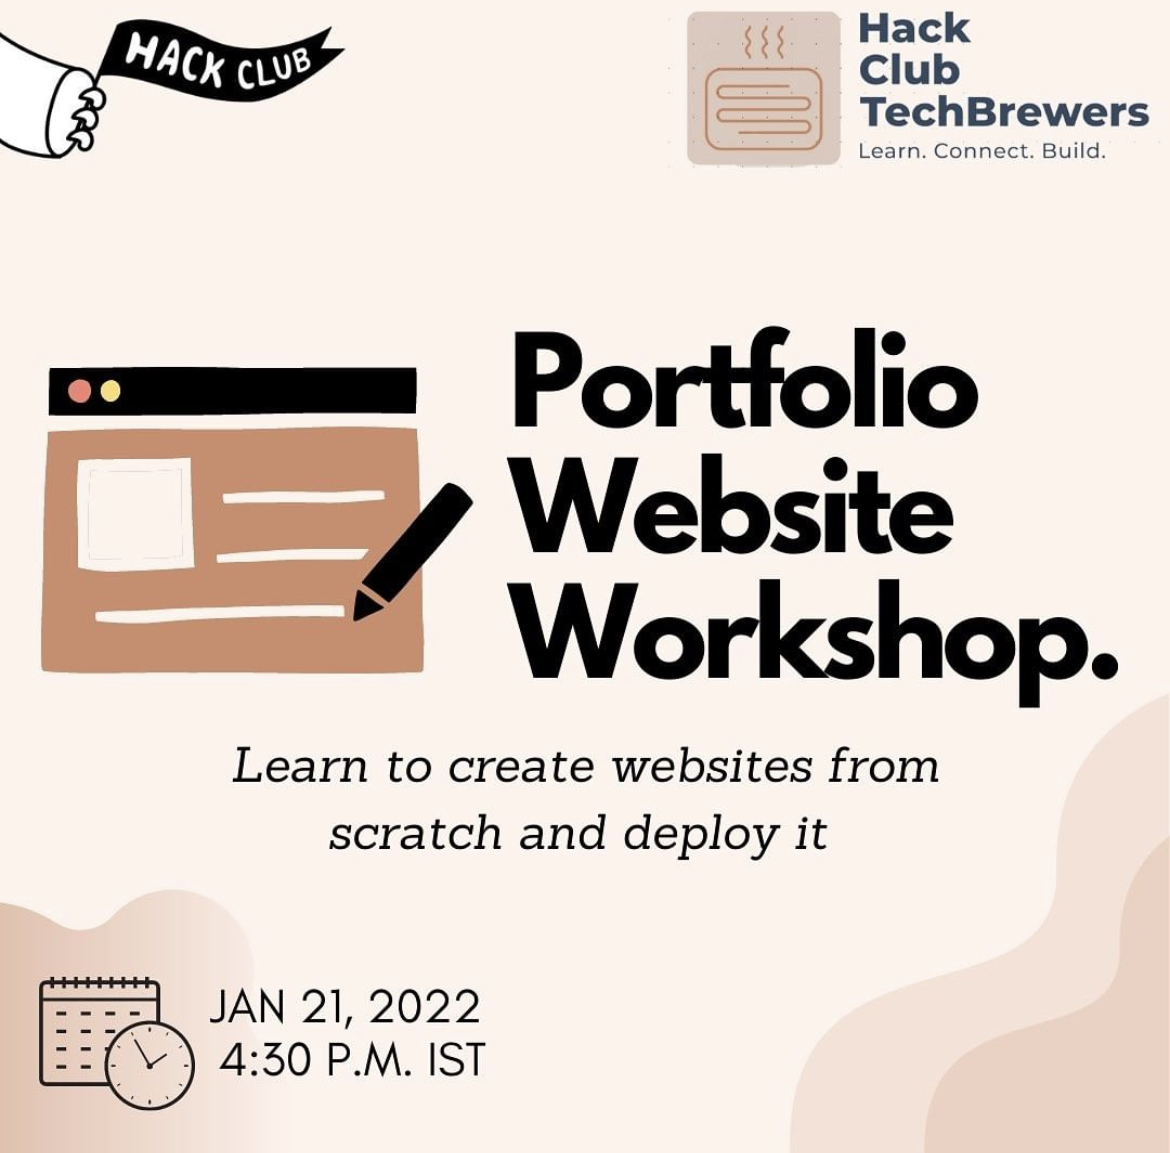 HACK CLUB
Hack
Club
TechBrewers
Learn. Connect. Build.
Portfolio
Website
Workshop.
Learn to create websites from
scratch and deploy it
JAN 21, 2022
4:30 P.M. IST